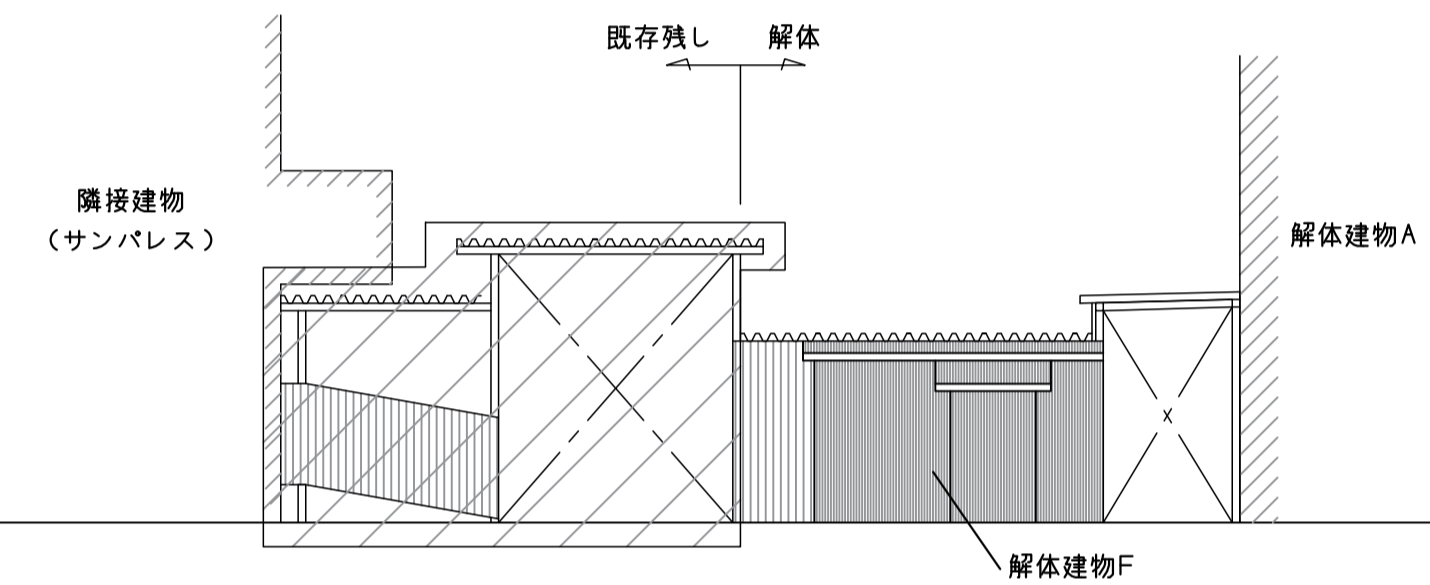 既存残し
解体
隣接建物
（サンパレス）
解体建物A
解体建物F